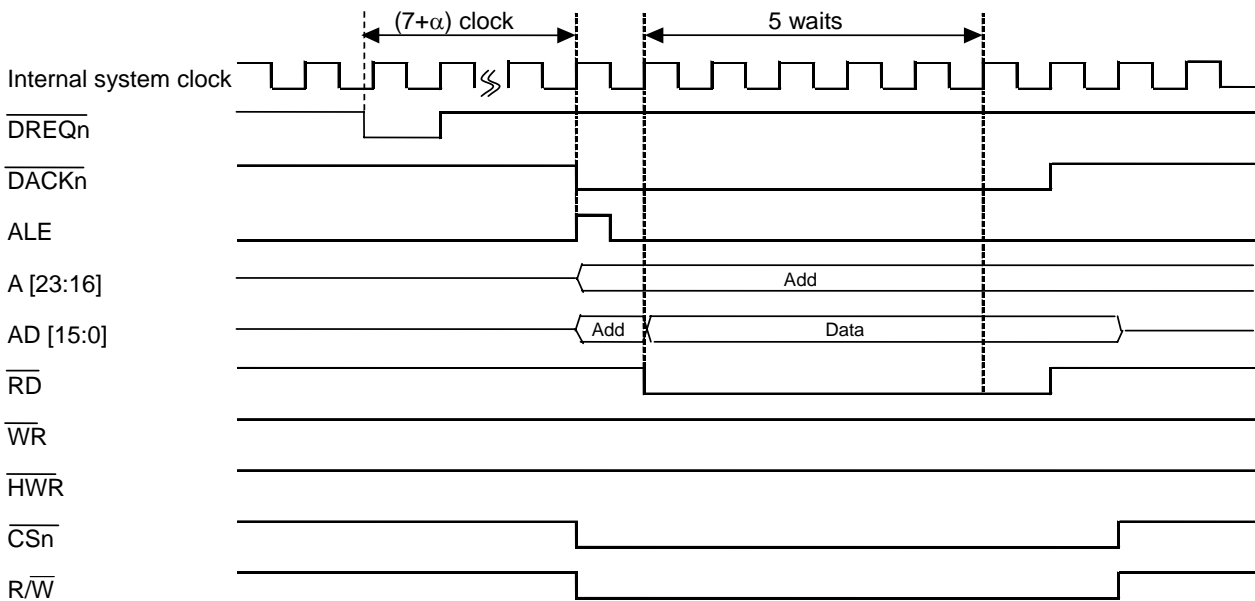 (7+α) clock
5 waits
Internal system clock
DREQn
DACKn
ALE
A [23:16]
Add
AD [15:0]
Add
Data
RD
WR
HWR
CSn
R/W